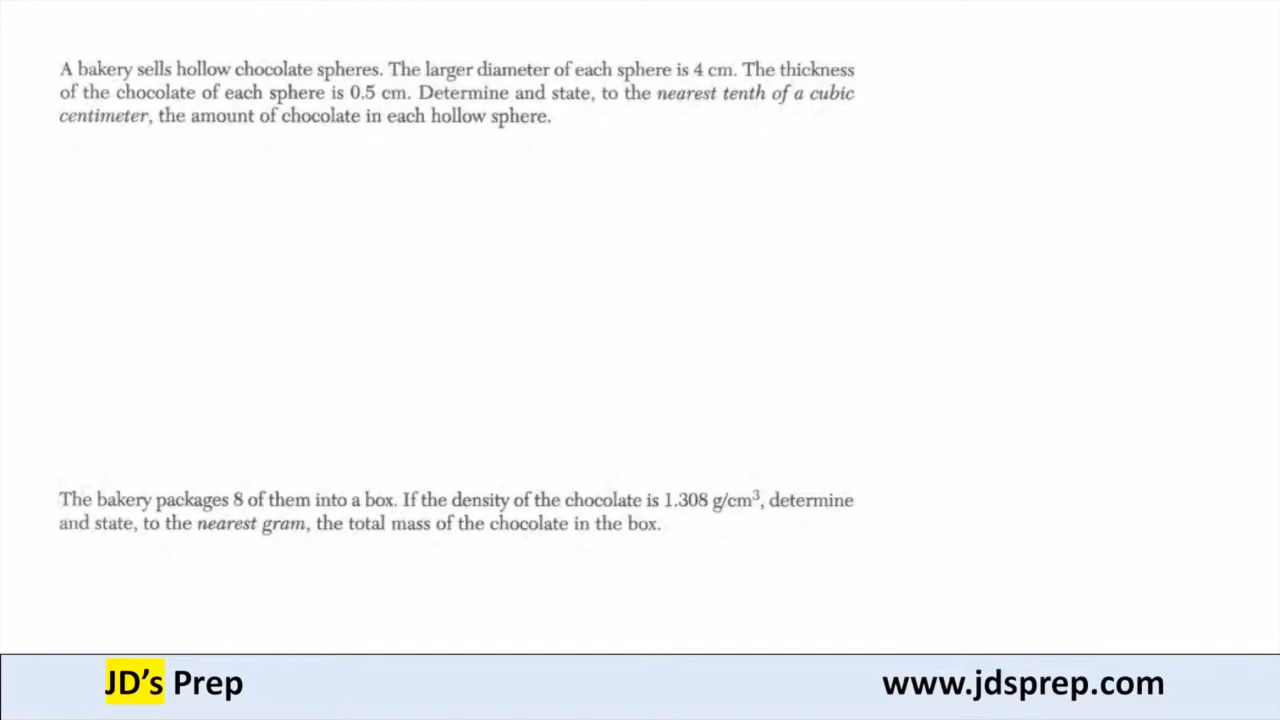 A bakery sells hollow chocolate spheres. The larger diameter of each sphere is 4 cm. The thickness
of the chocolate of each sphere is 0.5 cm. Determine and state, to the nearest tenth of a cubic
centimeter, the amount of chocolate in each hollow sphere.
The bakery packages 8 of them into a box. If the density of the chocolate is 1.308 g/cm³, determine
and state, to the nearest gram, the total mass of the chocolate in the box.
JD's Prep
www.jdsprep.com